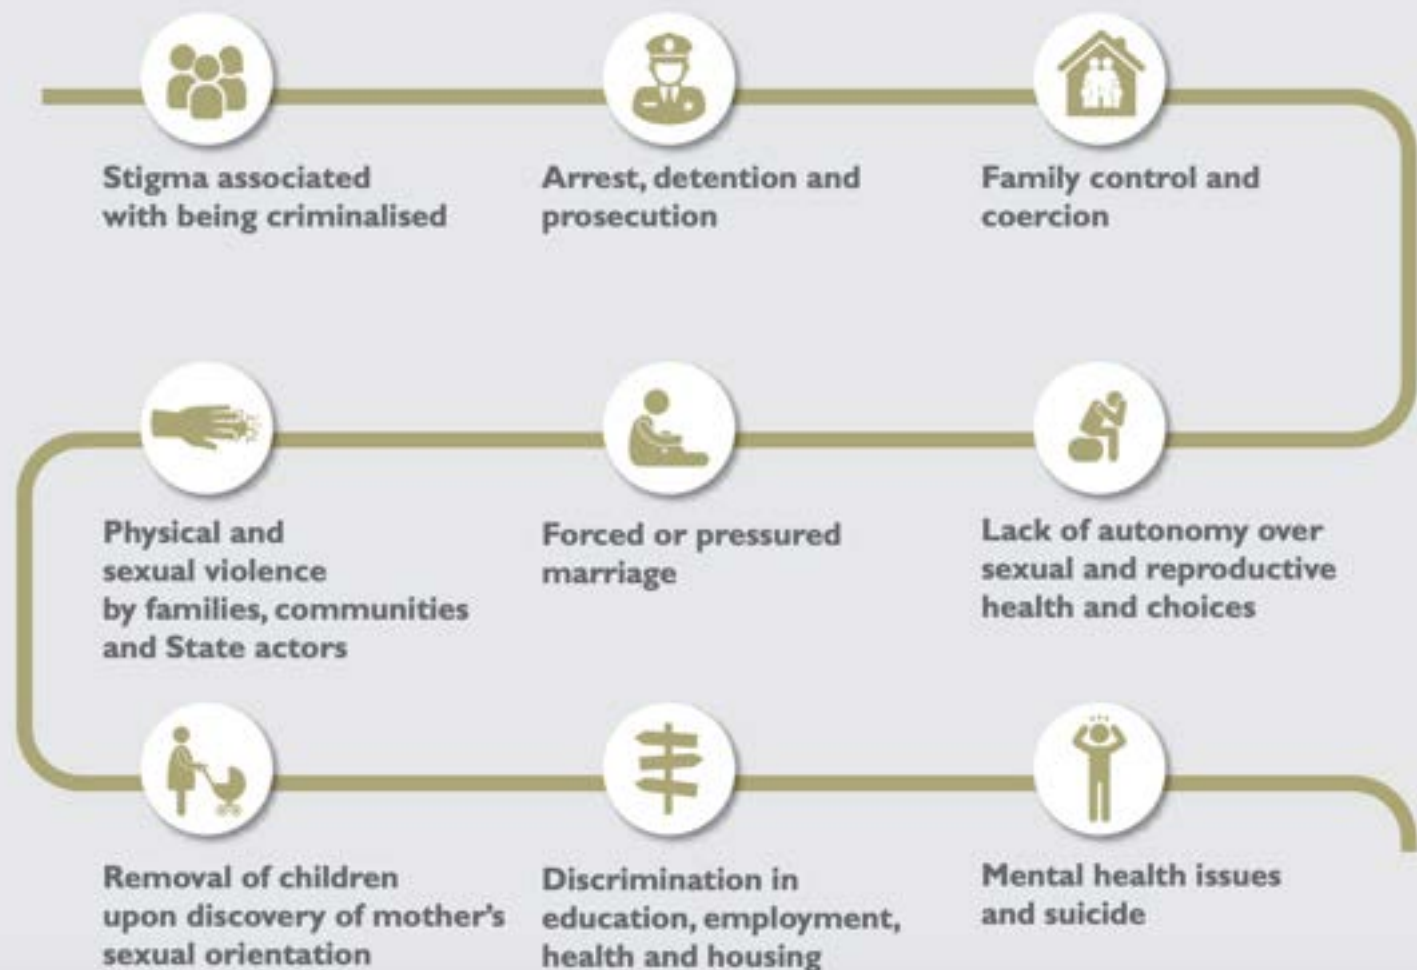 Stigma associated
with being criminalised
Arrest, detention and
prosecution
Family control and
coercion
Physical and
sexual violence
by families, communities
and State actors
Forced or pressured
marriage
Lack of autonomy over
sexual and reproductive
health and choices
Removal of children
upon discovery of mother's
sexual orientation
Discrimination in
education, employment,
health and housing
Mental health issues
and suicide